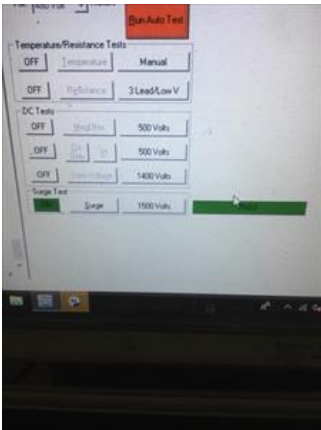 Run Auto Test
Temperature/Resistance Tests
OFF Temperature Manual
OFF Resistance 3 Lead/Low V
DC Tests
OFF 500 Volts
OFF 500 Volts
OFF 1400 Volts
Surge Test
Surge 1500 Volts